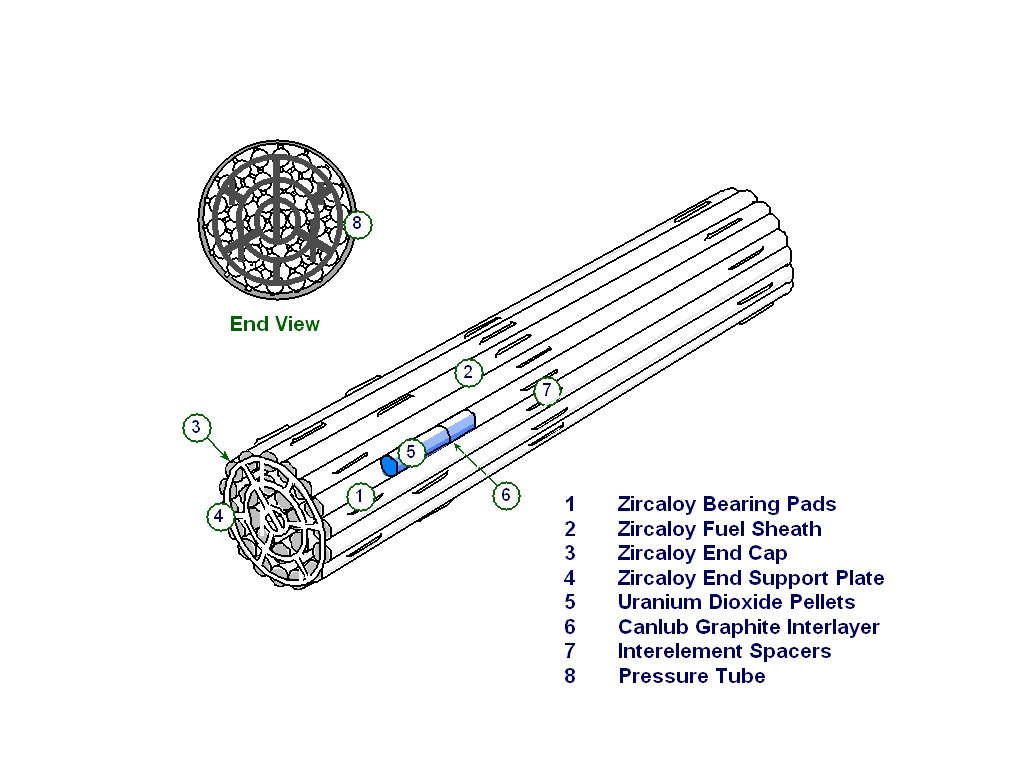 8
End View
2
7
3
5
1
6
4
1 Zircaloy Bearing Pads
2 Zircaloy Fuel Sheath
3 Zircaloy End Cap
4 Zircaloy End Support Plate
5 Uranium Dioxide Pellets
6 Canlub Graphite Interlayer
7 Interelement Spacers
8 Pressure Tube